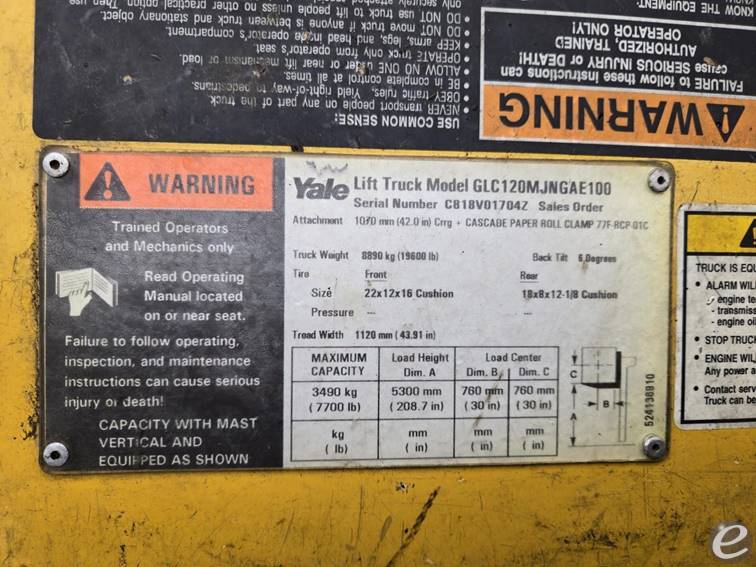 only securely attached special
DO NOT use truck to lift people unless no other practical option. Then use
• DO NOT move truck if anyone is between truck and stationary object.
• KEEP arms, legs, and head inside operator's compartment.
• OPERATE truck only from operator's seat.
• ALLOW NO ONE under or near lift mechanism or load.
• BE in complete control at all times.
• OBEY traffic rules. Yield right-of-way to pedestrians.
• NEVER transport people on any part of the truck
USE COMMON SENSE:
KNOW THE EQUIPMENT.
OPERATOR ONLY!
AUTHORIZED, TRAINED
cause SERIOUS INJURY or DEATH!
FAILURE to follow these instructions can
WARNING
WARNING
Trained Operators
and Mechanics only
Read Operating
Manual located
on or near seat.
Failure to follow operating,
inspection, and maintenance
instructions can cause serious
injury or death!
CAPACITY WITH MAST
VERTICAL AND
EQUIPPED AS SHOWN
Yale Lift Truck Model GLC120MJNGAE100
Serial Number C818V01704Z Sales Order
Attachment 1070 mm (42.0 in) Crrg + CASCADE PAPER ROLL CLAMP 77F-RCP-01C
Truck Weight 8890 kg (19600 lb) Back Tilt 6 Degrees
Tire Front Rear
Size 22x12x16 Cushion 18x8x12-1/8 Cushion
Pressure --- ---
Tread Width 1120 mm (43.91 in)
MAXIMUM CAPACITY Load Height Dim. A Load Center Dim. B Dim. C
3490 kg 5300 mm 760 mm 760 mm
(7700 lb) (208.7 in) (30 in) (30 in)
kg mm mm mm
(lb) (in) (in) (in)
C
B
A
524138910
TRUCK IS EQU
• ALARM WIL
- engine te
- transmiss
- engine oil
• STOP TRUCK
• ENGINE WIL
Any power a
• Contact serv
Truck can be
e